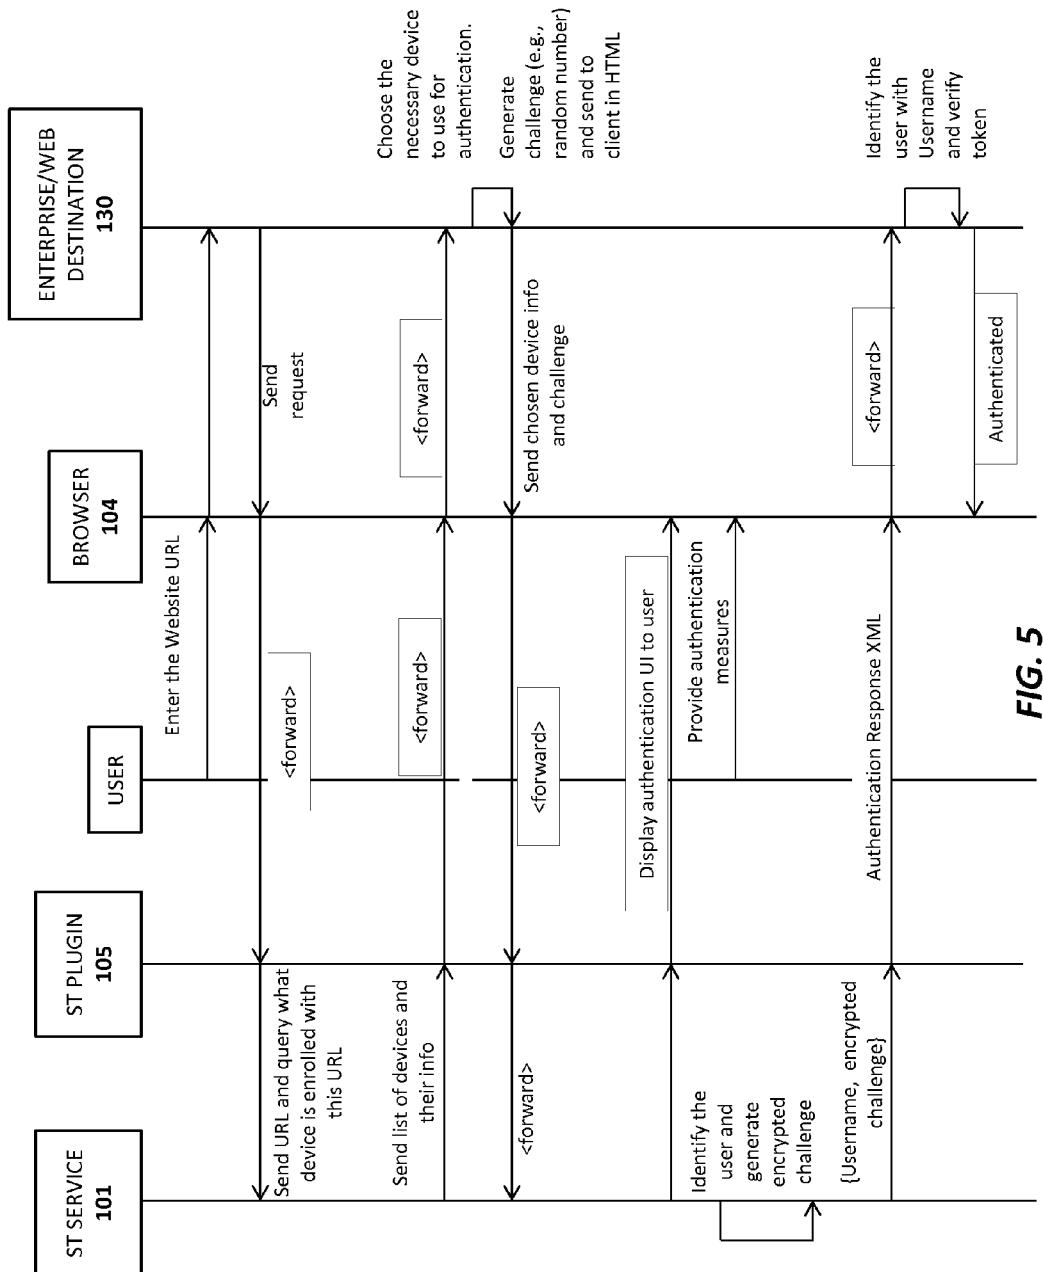 ST SERVICE
101
ST PLUGIN
105
USER
BROWSER
104
ENTERPRISE/WEB
DESTINATION
130
Enter the Website URL
Send
request
<forward>
Send URL and query what
device is enrolled with
this URL
Send list of devices and
their info
<forward>
<forward>
Choose the
necessary device
to use for
authentication.
Generate
challenge (e.g.,
random number)
and send to
client in HTML
Send chosen device info
and challenge
<forward>
<forward>
Display authentication UI to user
Provide authentication
measures
Identify the
user and
generate
encrypted
challenge
{Username, encrypted
challenge}
Authentication Response XML
<forward>
Identify the
user with
Username
and verify
token
Authenticated
FIG. 5